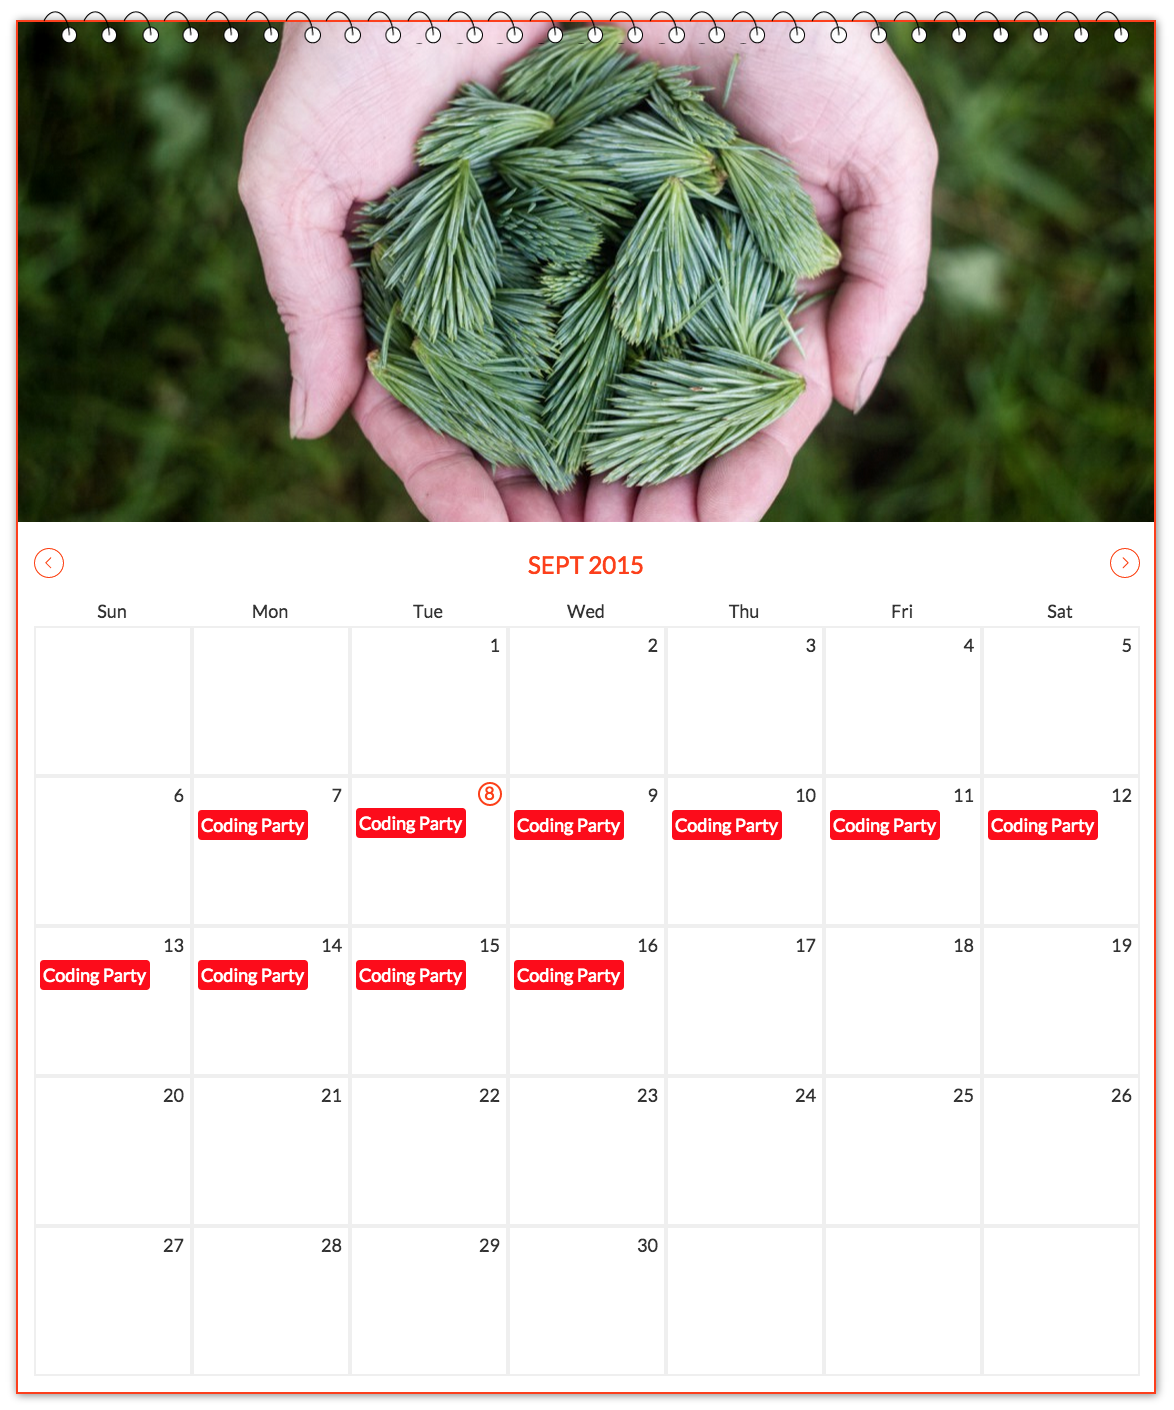 SEPT 2015
Sun Mon Tue Wed Thu Fri Sat
1 2 3 4 5
6 7 8 9 10 11 12
Coding Party Coding Party Coding Party Coding Party Coding Party Coding Party
13 14 15 16 17 18 19
Coding Party Coding Party Coding Party Coding Party
20 21 22 23 24 25 26
27 28 29 30